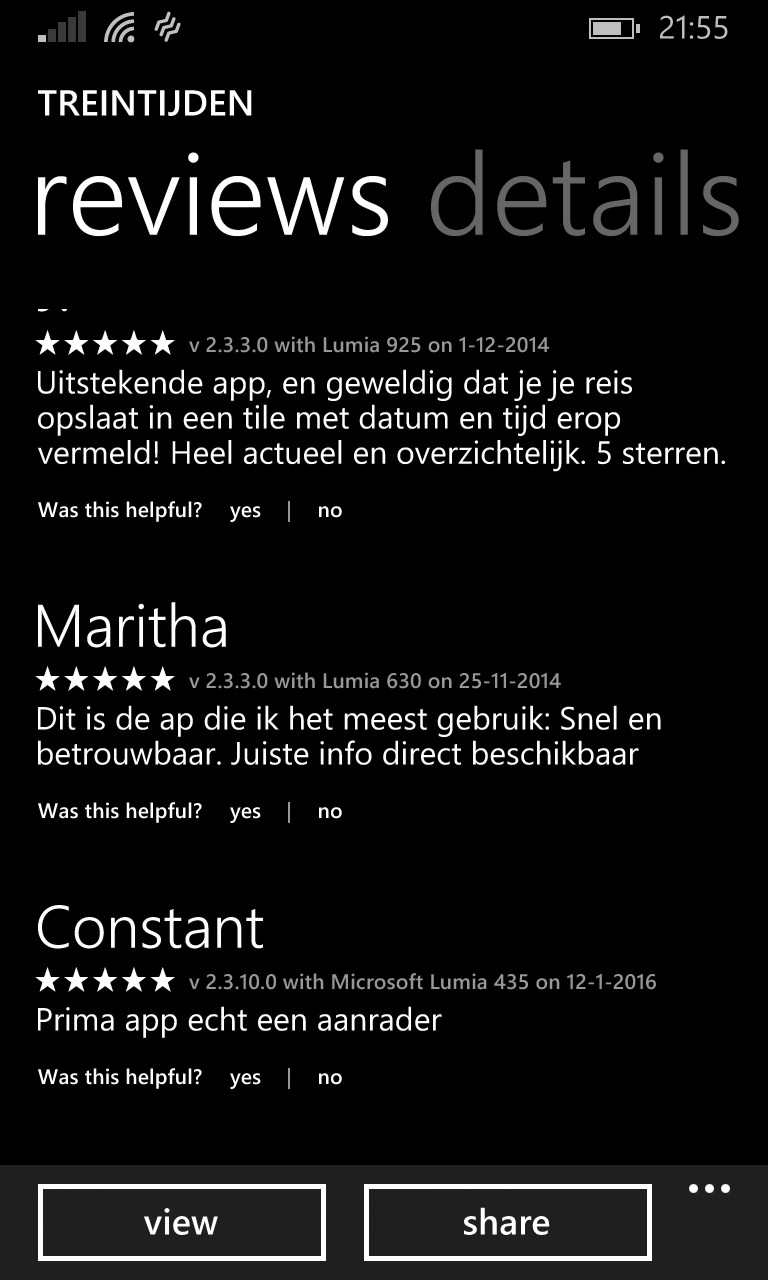 21:55
TREINTIJDEN
reviews details
v 2.3.3.0 with Lumia 925 on 1-12-2014
Uitstekende app, en geweldig dat je je reis
opslaat in een tile met datum en tijd erop
vermeld! Heel actueel en overzichtelijk. 5 sterren.
Was this helpful? yes | no
Maritha
v 2.3.3.0 with Lumia 630 on 25-11-2014
Dit is de ap die ik het meest gebruik: Snel en
betrouwbaar. Juiste info direct beschikbaar
Was this helpful? yes | no
Constant
v 2.3.10.0 with Microsoft Lumia 435 on 12-1-2016
Prima app echt een aanrader
Was this helpful? yes | no
view share